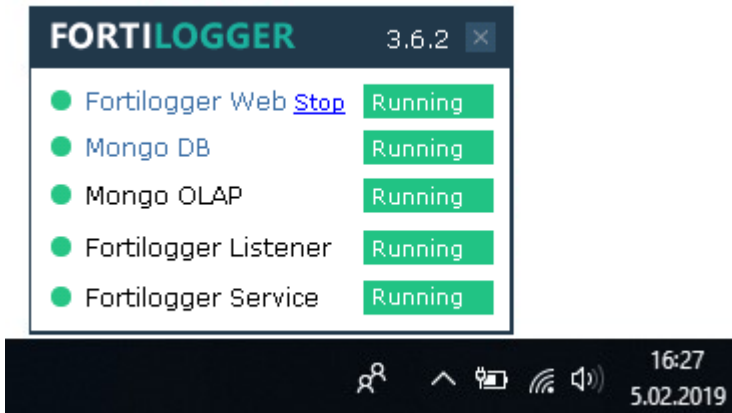 FORTILOGGER 3.6.2
Fortilogger Web Stop Running
Mongo DB Running
Mongo OLAP Running
Fortilogger Listener Running
Fortilogger Service Running
16:27
5.02.2019